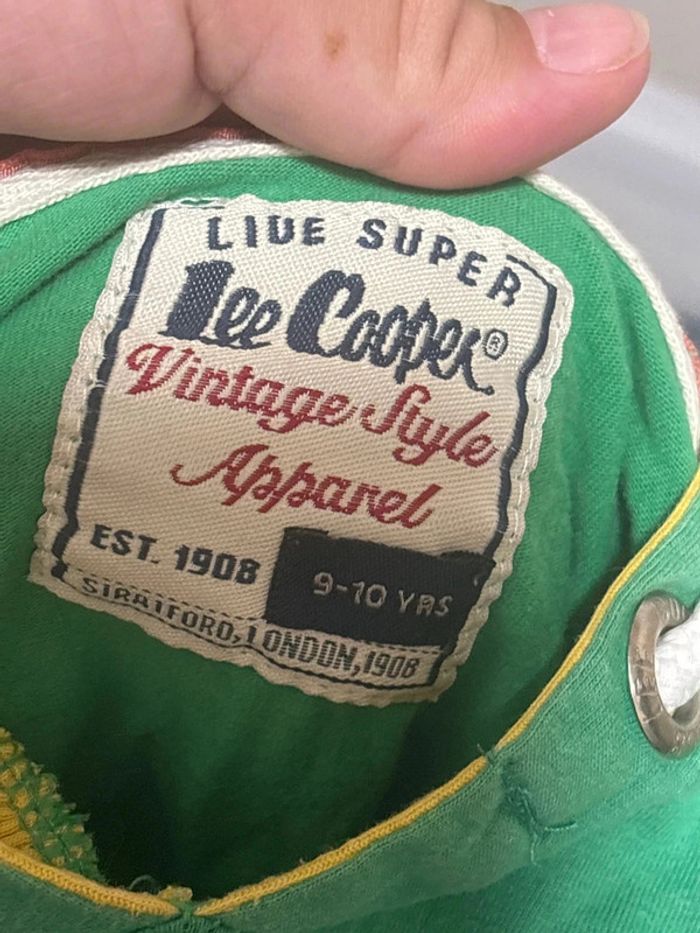 LIVE SUPER
Lee Cooper®
Vintage Style
Apparel
EST. 1908
9-10 YRS
STRATFORD, LONDON, 1908